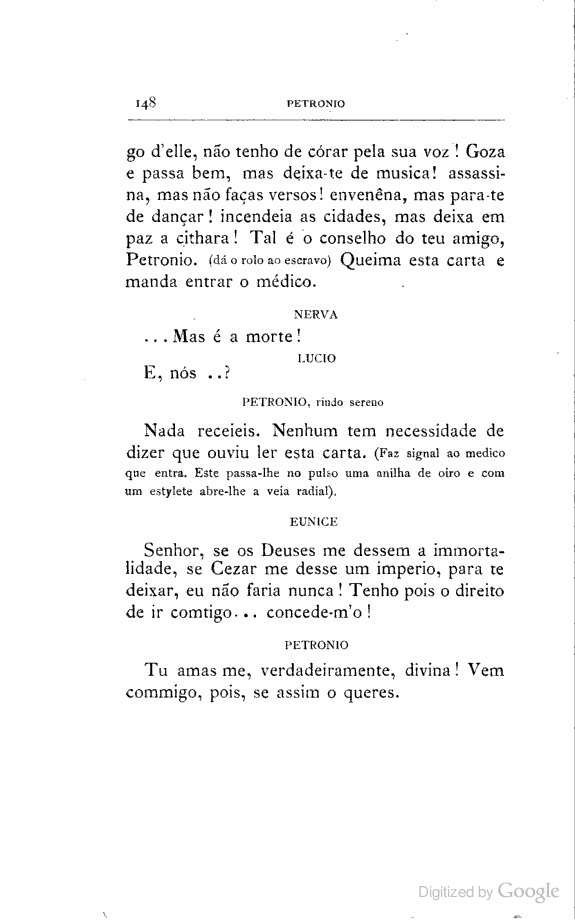 148 PETRONIO
go d'elle, não tenho de córar pela sua voz ! Goza
e passa bem, mas deixa-te de musica! assassi-
na, mas não faças versos! envenêna, mas para-te
de dançar ! incendeia as cidades, mas deixa em
paz a cithara ! Tal é o conselho do teu amigo,
Petronio. (dá o rolo ao escravo) Queima esta carta e
manda entrar o médico.
NERVA
... Mas é a morte !
LUCIO
E, nós ..?
PETRONIO, rindo sereno
Nada receieis. Nenhum tem necessidade de
dizer que ouviu ler esta carta. (Faz signal ao medico
que entra. Este passa-lhe no pulso uma anilha de oiro e com
um estylete abre-lhe a veia radial).
EUNICE
Senhor, se os Deuses me dessem a immorta-
lidade, se Cezar me desse um imperio, para te
deixar, eu não faria nunca ! Tenho pois o direito
de ir comtigo... concede-m'o !
PETRONIO
Tu amas me, verdadeiramente, divina ! Vem
commigo, pois, se assim o queres.
Digitized by Google